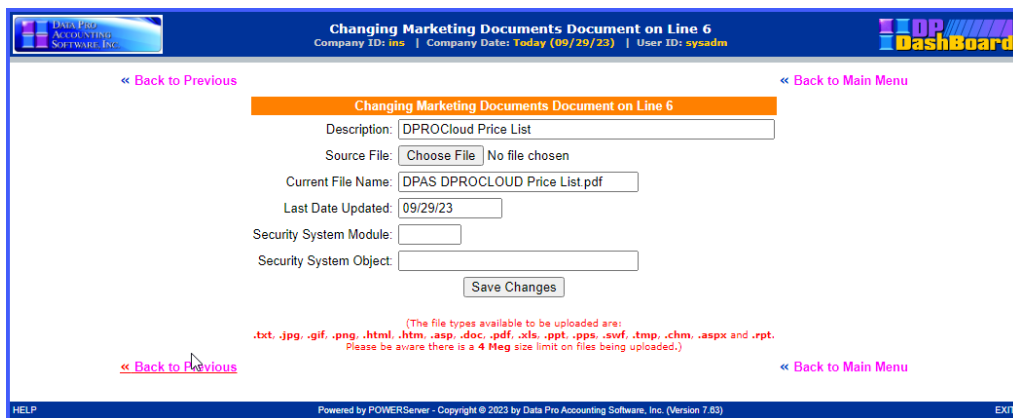 DATA PRO
ACCOUNTING
SOFTWARE, INC.
Changing Marketing Documents Document on Line 6
Company ID: ins | Company Date: Today (09/29/23) | User ID: sysadm
DP
DashBoard
« Back to Previous
« Back to Main Menu
Changing Marketing Documents Document on Line 6
Description: DPROCloud Price List
Source File: Choose File No file chosen
Current File Name: DPAS DPROCLOUD Price List.pdf
Last Date Updated: 09/29/23
Security System Module:
Security System Object:
Save Changes
(The file types available to be uploaded are:
.txt, .jpg, .gif, .png, .html, .htm, .asp, .doc, .pdf, .xls, .ppt, .pps, .swf, .tmp, .chm, .aspx and .rpt.
Please be aware there is a 4 Meg size limit on files being uploaded.)
« Back to Previous
« Back to Main Menu
HELP
Powered by POWERServer - Copyright © 2023 by Data Pro Accounting Software, Inc. (Version 7.63)
EXIT